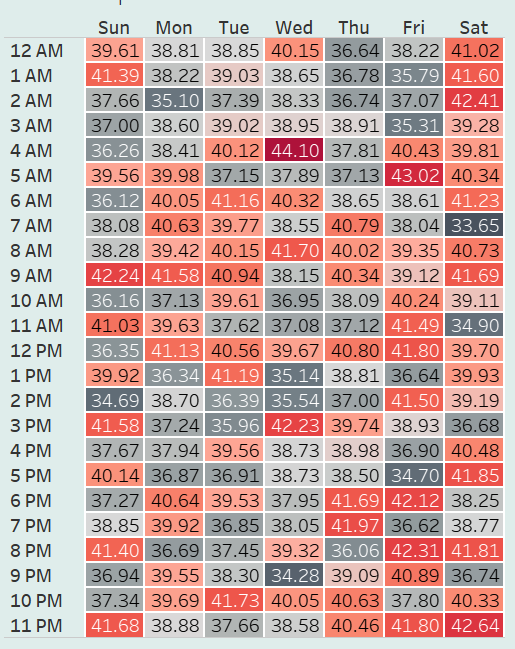 Sun Mon Tue Wed Thu Fri Sat
12 AM 39.61 38.81 38.85 40.15 36.64 38.22 41.02
1 AM 41.39 38.22 39.03 38.65 36.78 35.79 41.60
2 AM 37.66 35.10 37.39 38.33 36.74 37.07 42.41
3 AM 37.00 38.60 39.02 38.95 38.91 35.31 39.28
4 AM 36.26 38.41 40.12 44.10 37.81 40.43 39.81
5 AM 39.56 39.98 37.15 37.89 37.13 43.02 40.34
6 AM 36.12 40.05 41.16 40.32 38.65 38.61 41.23
7 AM 38.08 40.63 39.77 38.55 40.79 38.04 33.65
8 AM 38.28 39.42 40.15 41.70 40.02 39.35 40.73
9 AM 42.24 41.58 40.94 38.15 40.34 39.12 41.69
10 AM 36.16 37.13 39.61 36.95 38.09 40.24 39.11
11 AM 41.03 39.63 37.62 37.08 37.12 41.49 34.90
12 PM 36.35 41.13 40.56 39.67 40.80 41.80 39.70
1 PM 39.92 36.34 41.19 35.14 38.81 36.64 39.93
2 PM 34.69 38.70 36.39 35.54 37.00 41.50 39.19
3 PM 41.58 37.24 35.96 42.23 39.74 38.93 36.68
4 PM 37.67 37.94 39.56 38.73 38.98 36.90 40.48
5 PM 40.14 36.87 36.91 38.73 38.50 34.70 41.85
6 PM 37.27 40.64 39.53 37.95 41.69 42.12 38.25
7 PM 38.85 39.92 36.85 38.05 41.97 36.62 38.77
8 PM 41.40 36.69 37.45 39.32 36.06 42.31 41.81
9 PM 36.94 39.55 38.30 34.28 39.09 40.89 36.74
10 PM 37.34 39.69 41.73 40.05 40.63 37.80 40.33
11 PM 41.68 38.88 37.66 38.58 40.46 41.80 42.64